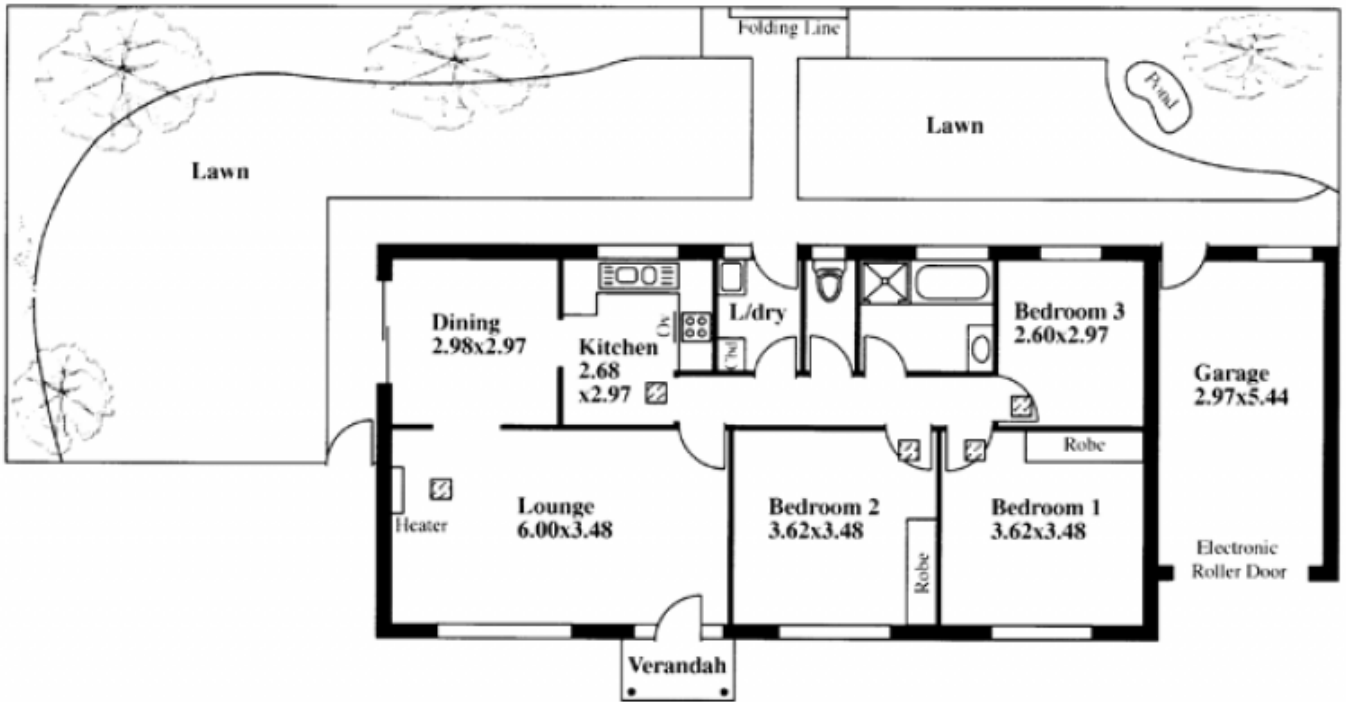 Folding Line
Pond
Lawn
Lawn
L/dry
Dining
2.98x2.97
Kitchen
2.68
x2.97
Ov
Cbd
Bedroom 3
2.60x2.97
Garage
2.97x5.44
Robe
Lounge
6.00x3.48
Heater
Bedroom 2
3.62x3.48
Robe
Bedroom 1
3.62x3.48
Electronic
Roller Door
Verandah